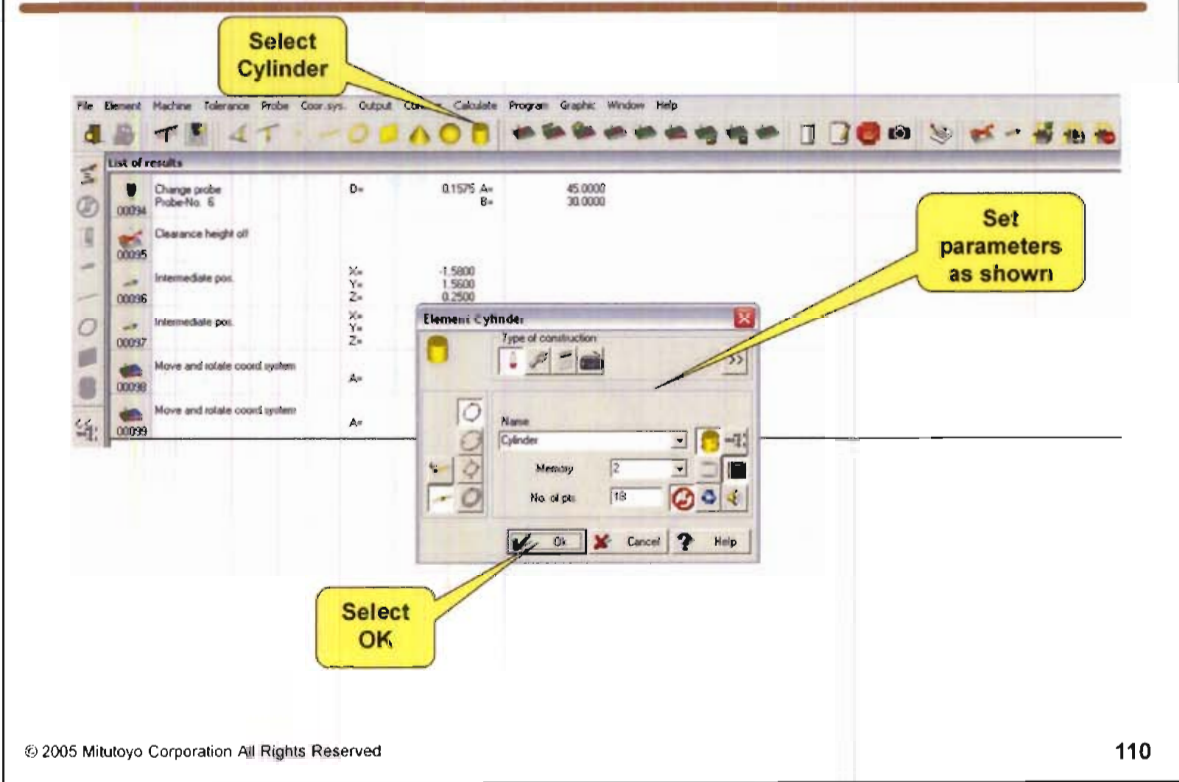 Select
Cylinder
File Element Machine Tolerance Probe Coor.sys. Output Calculate Program Graphic Window Help
List of results
Change probe D= 0.1575 A= 45.0000
00094 Probe-No. 6 B= 30.0000
Clearance height off
00095
Set
parameters
as shown
Intermediate pos. X= -1.5800
Y= 1.5600
00096 Z= 0.2500
Intermediate pos. X=
Y=
00097 Z=
Move and rotate coord system
00098 A=
Move and rotate coord system
00099 A=
Element Cylinder
Type of construction
>>
Name
Cylinder
Memory 2
No. of pts 18
Ok Cancel ? Help
Select
OK
© 2005 Mitutoyo Corporation All Rights Reserved
110